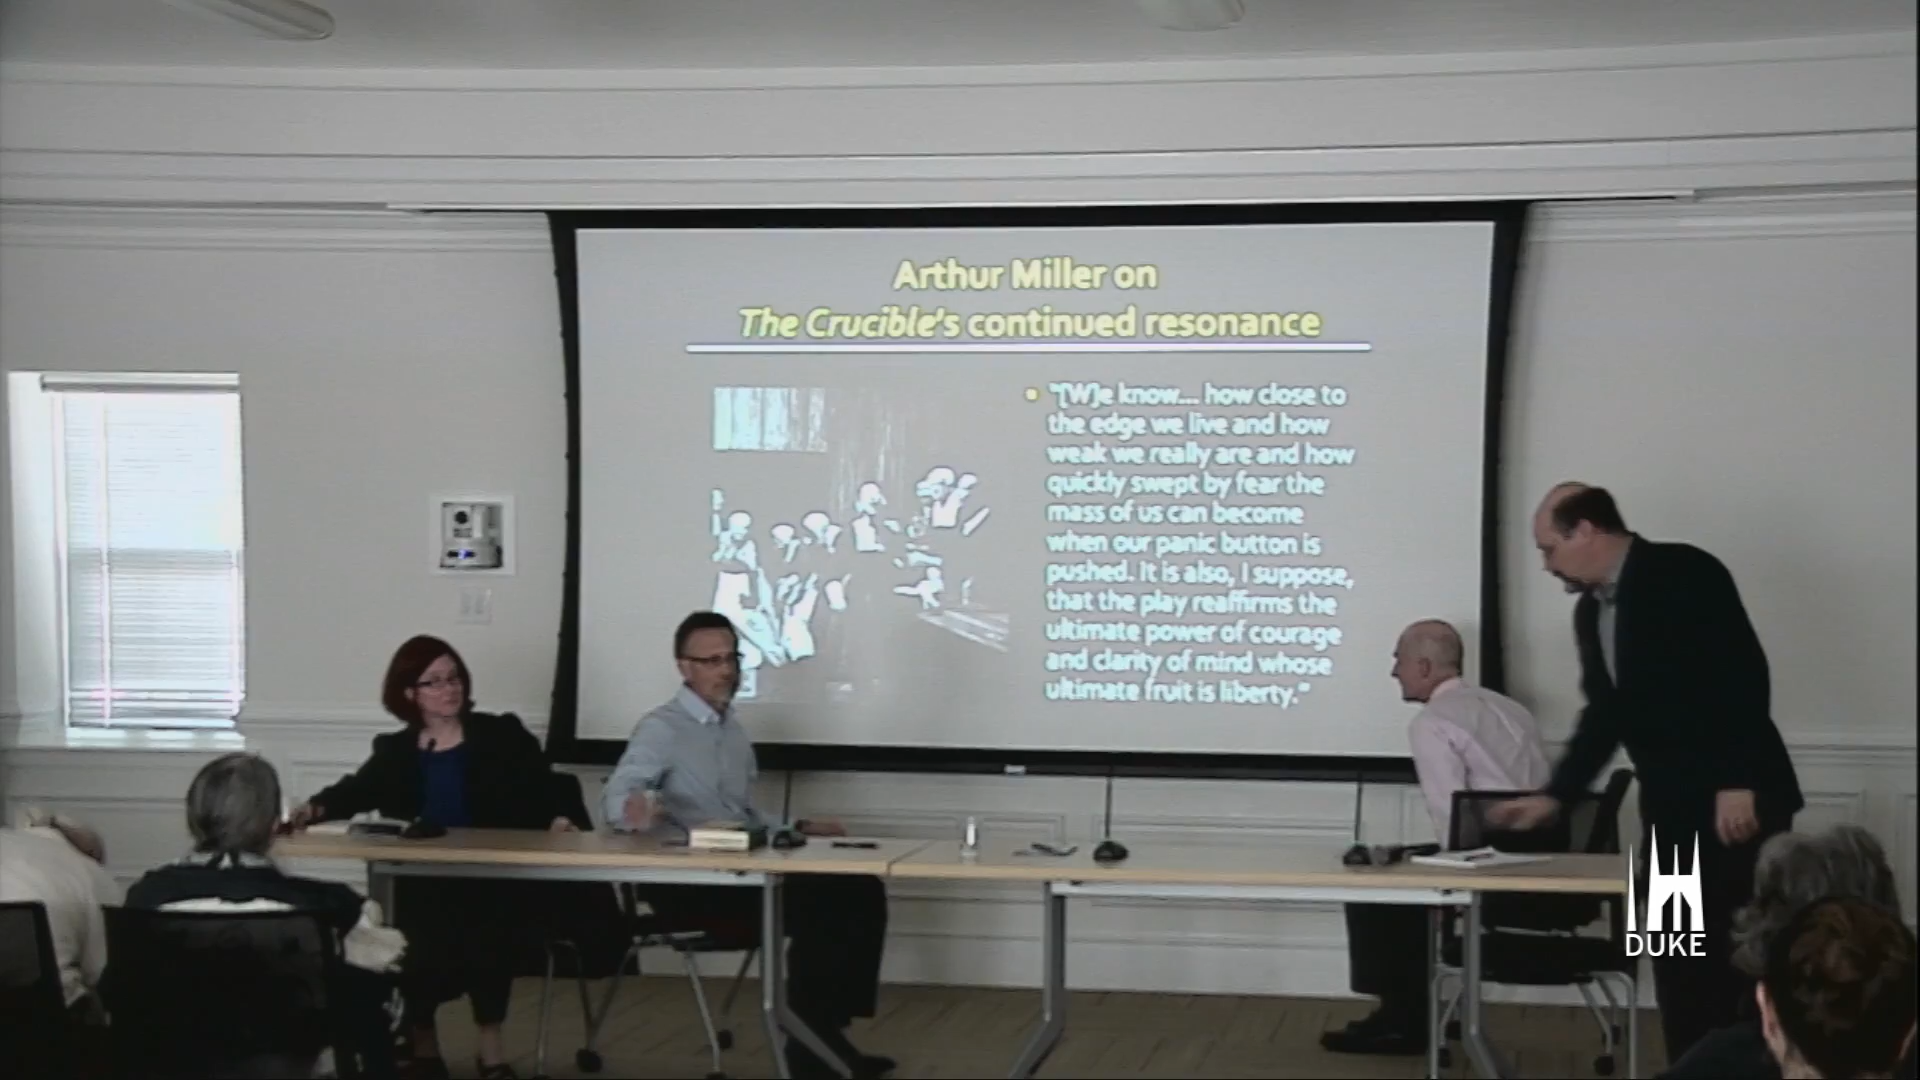 Arthur Miller on
The Crucible's continued resonance
• "[W]e know... how close to
the edge we live and how
weak we really are and how
quickly swept by fear the
mass of us can become
when our panic button is
pushed. It is also, I suppose,
that the play reaffirms the
ultimate power of courage
and clarity of mind whose
ultimate fruit is liberty."
DUKE